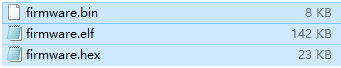 firmware.bin 8 KB
firmware.elf 142 KB
firmware.hex 23 KB